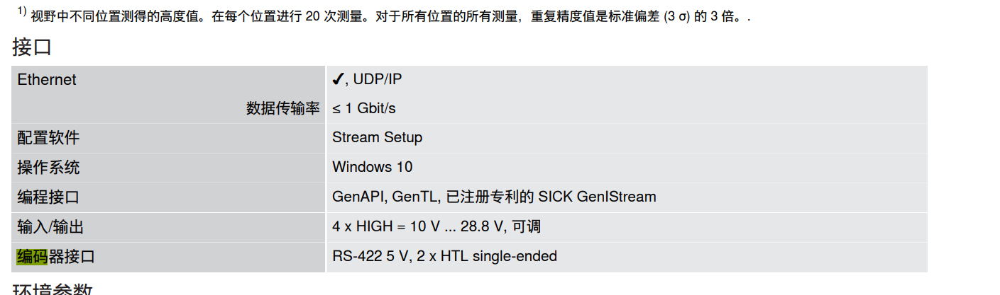 1) 视野中不同位置测得的高度值。在每个位置进行 20 次测量。对于所有位置的所有测量，重复精度值是标准偏差 (3 σ) 的 3 倍。.
接口
Ethernet ✔, UDP/IP
数据传输率 ≤ 1 Gbit/s
配置软件 Stream Setup
操作系统 Windows 10
编程接口 GenAPI, GenTL, 已注册专利的 SICK GenIStream
输入/输出 4 x HIGH = 10 V ... 28.8 V, 可调
编码器接口 RS-422 5 V, 2 x HTL single-ended
环境参数